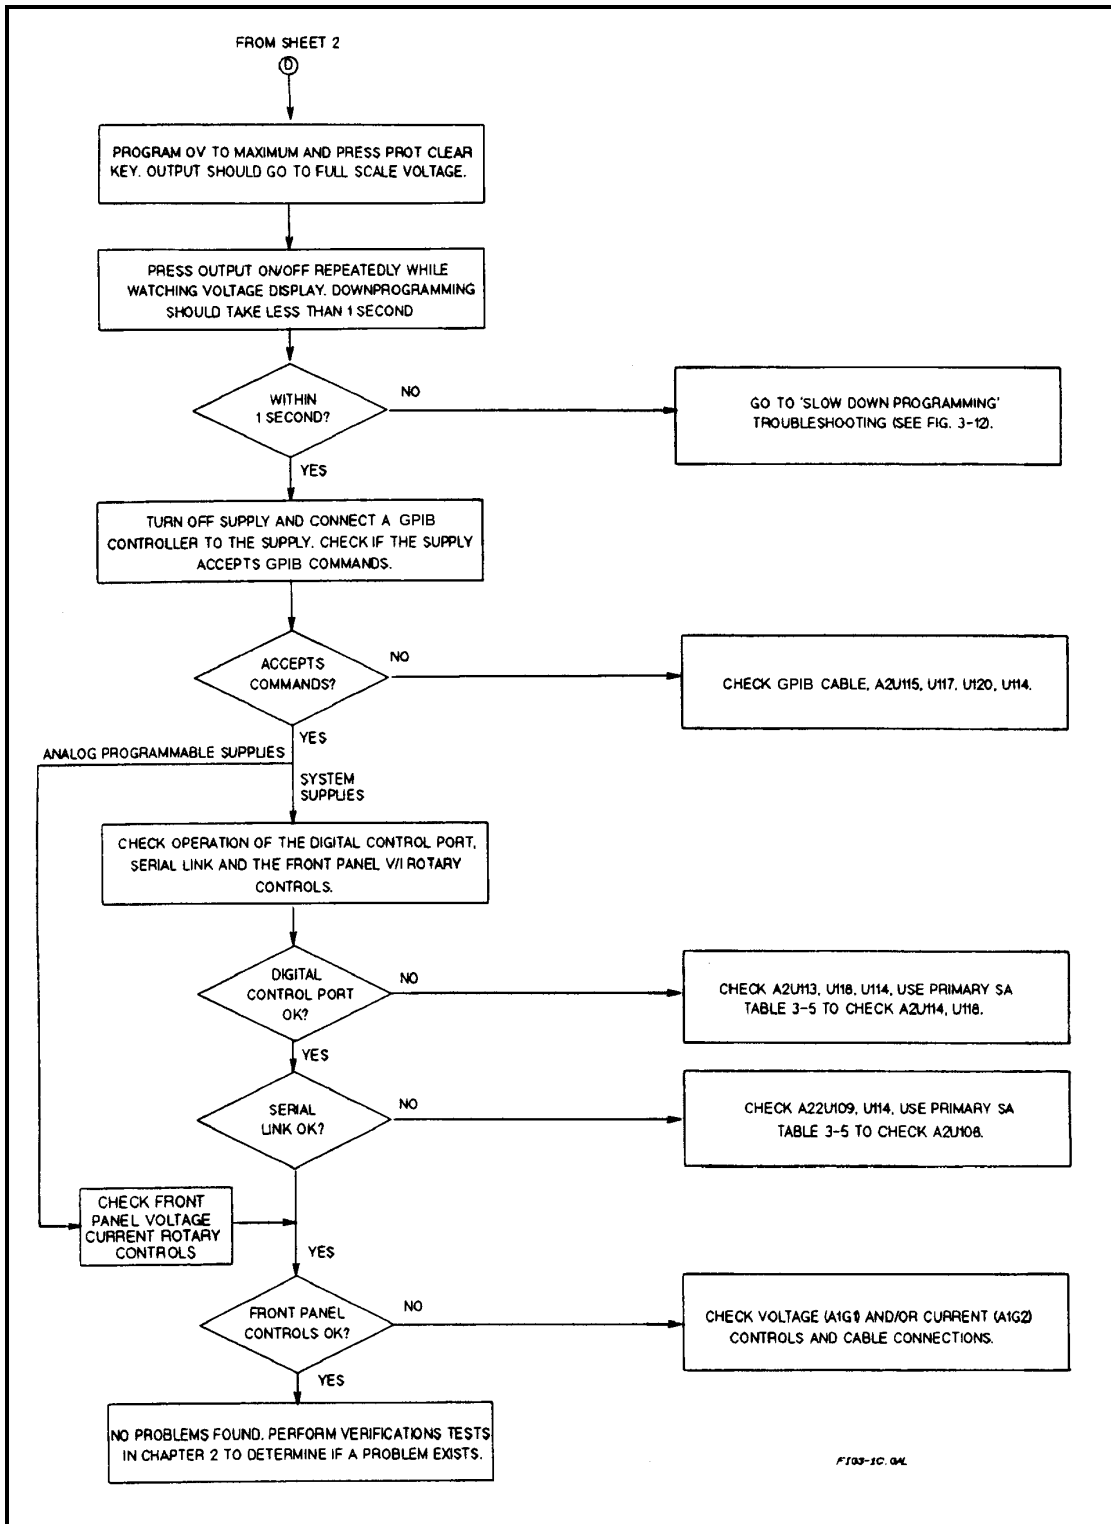 FROM SHEET 2
D
PROGRAM OV TO MAXIMUM AND PRESS PROT CLEAR
KEY. OUTPUT SHOULD GO TO FULL SCALE VOLTAGE.
PRESS OUTPUT ON/OFF REPEATEDLY WHILE
WATCHING VOLTAGE DISPLAY. DOWNPROGRAMMING
SHOULD TAKE LESS THAN 1 SECOND
WITHIN
1 SECOND?
NO
GO TO 'SLOW DOWN PROGRAMMING'
TROUBLESHOOTING (SEE FIG. 3-12).
YES
TURN OFF SUPPLY AND CONNECT A GPIB
CONTROLLER TO THE SUPPLY. CHECK IF THE SUPPLY
ACCEPTS GPIB COMMANDS.
ACCEPTS
COMMANDS?
NO
CHECK GPIB CABLE, A2U115, U117, U120, U114.
YES
ANALOG PROGRAMMABLE SUPPLIES
SYSTEM
SUPPLIES
CHECK OPERATION OF THE DIGITAL CONTROL PORT,
SERIAL LINK AND THE FRONT PANEL V/I ROTARY
CONTROLS.
DIGITAL
CONTROL PORT
OK?
NO
CHECK A2U113, U118, U114, USE PRIMARY SA
TABLE 3-5 TO CHECK A2U114, U118.
YES
SERIAL
LINK OK?
NO
CHECK A22U109, U114, USE PRIMARY SA
TABLE 3-5 TO CHECK A2U108.
CHECK FRONT
PANEL VOLTAGE
CURRENT ROTARY
CONTROLS
YES
FRONT PANEL
CONTROLS OK?
NO
CHECK VOLTAGE (A1G1) AND/OR CURRENT (A1G2)
CONTROLS AND CABLE CONNECTIONS.
YES
NO PROBLEMS FOUND. PERFORM VERIFICATIONS TESTS
IN CHAPTER 2 TO DETERMINE IF A PROBLEM EXISTS.
FIG3-1C.GAL